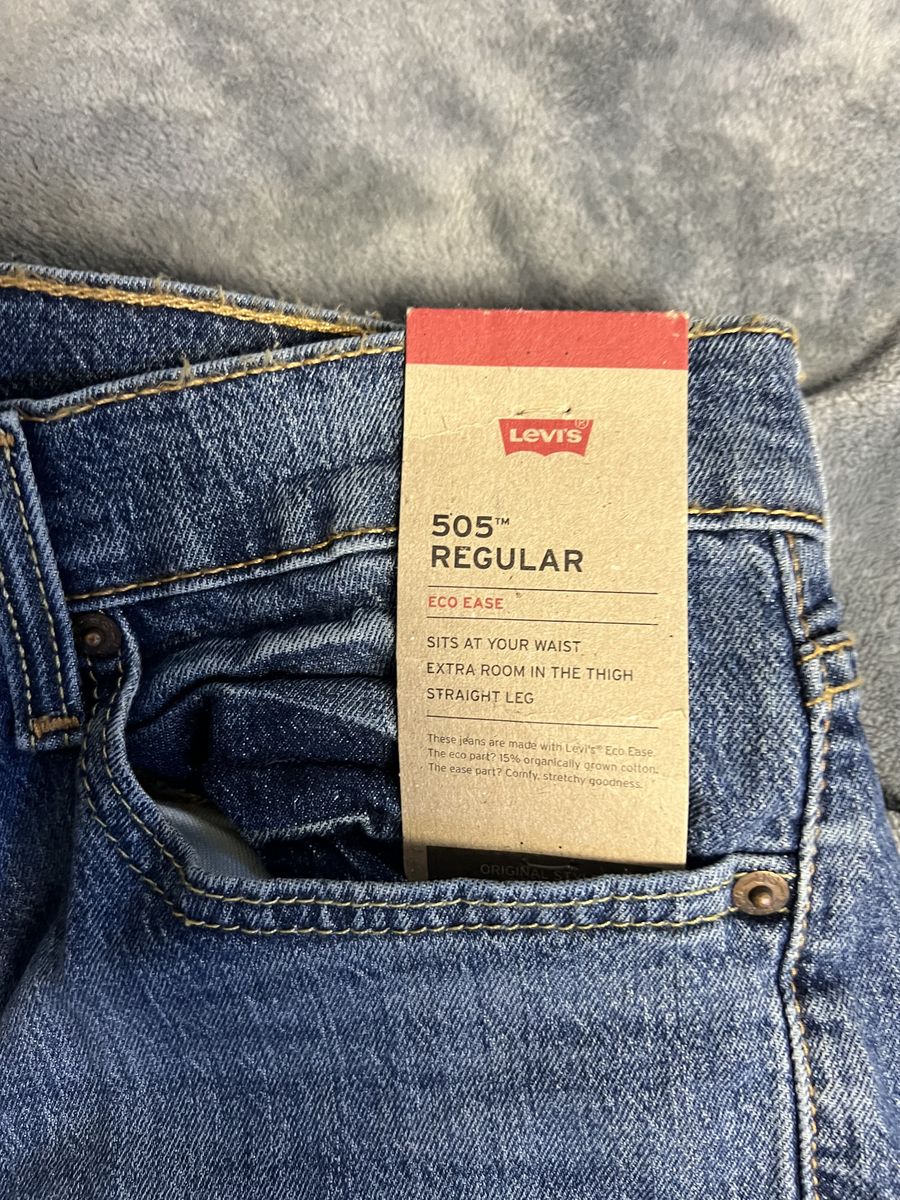 LEVI'S®
505™
REGULAR
ECO EASE
SITS AT YOUR WAIST
EXTRA ROOM IN THE THIGH
STRAIGHT LEG
These jeans are made with Levi's® Eco Ease.
The eco part? 15% organically grown cotton.
The ease part? Comfy, stretchy goodness.
ORIGINAL